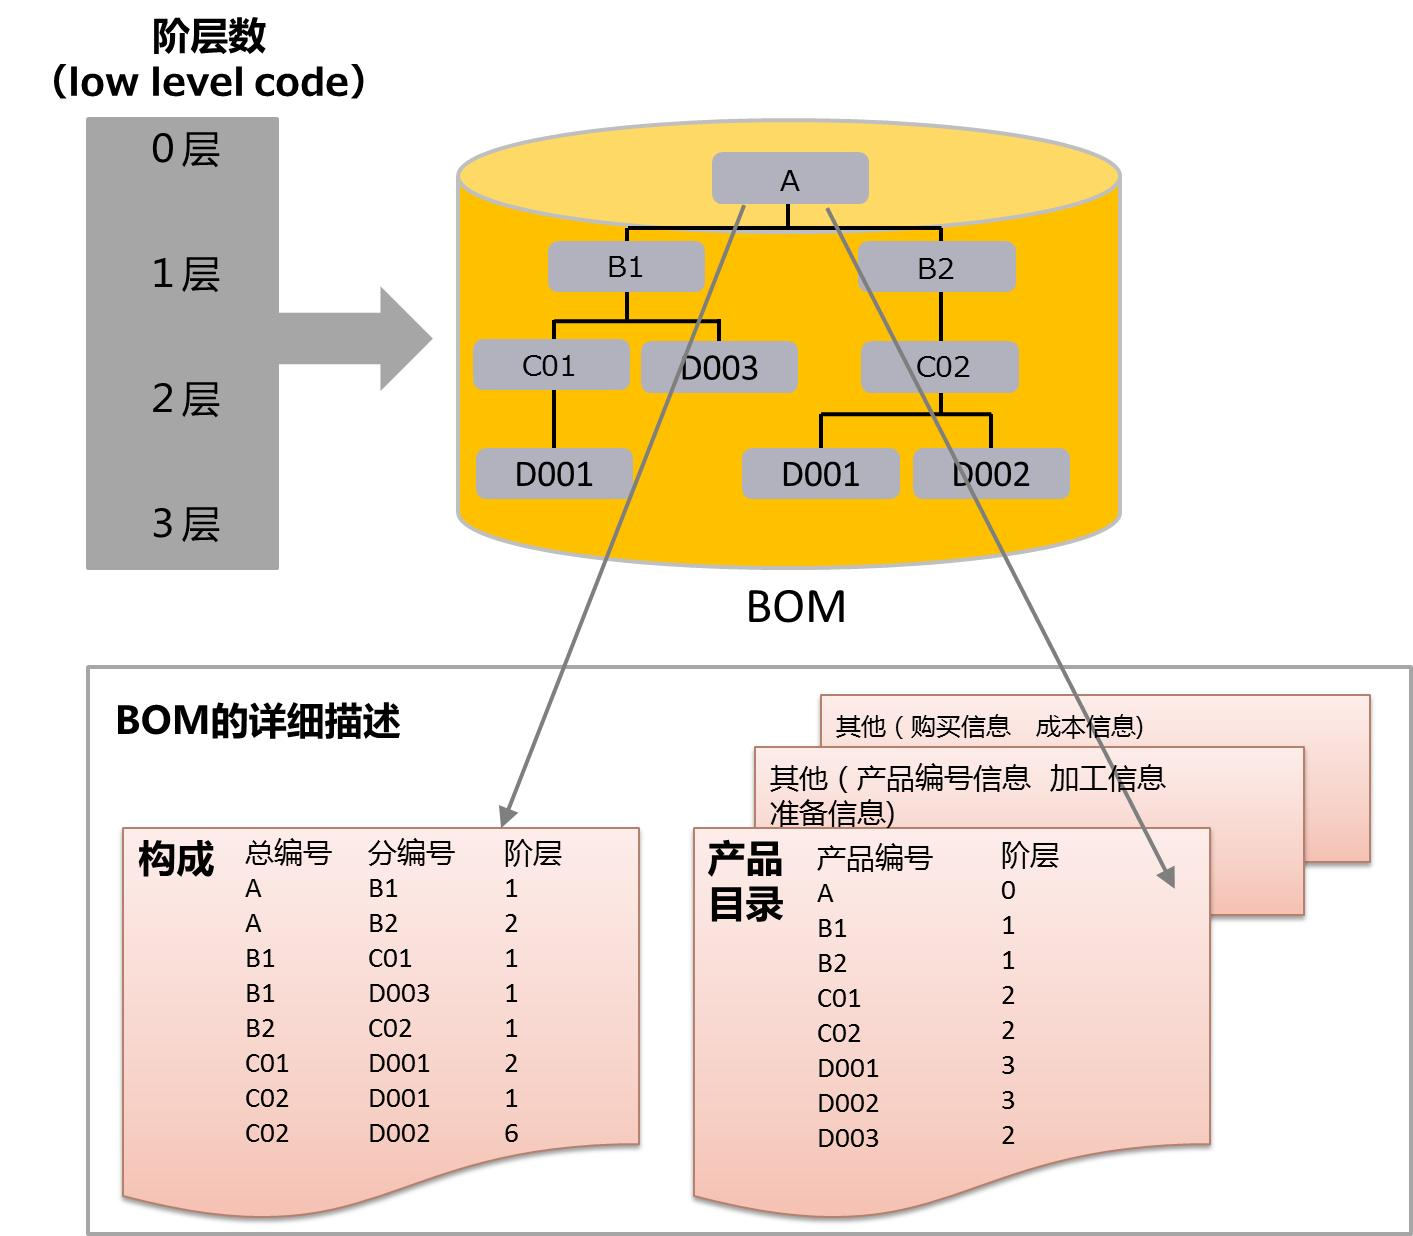 阶层数
（low level code）
0层
1层
2层
3层
A
B1
B2
C01
D003
C02
D001
D001
D002
BOM
BOM的详细描述
其他（购买信息　成本信息)
其他（产品编号信息  加工信息
准备信息)
构成
总编号 分编号 阶层
A B1 1
A B2 2
B1 C01 1
B1 D003 1
B2 C02 1
C01 D001 2
C02 D001 1
C02 D002 6
产品
目录
产品编号 阶层
A 0
B1 1
B2 1
C01 2
C02 2
D001 3
D002 3
D003 2